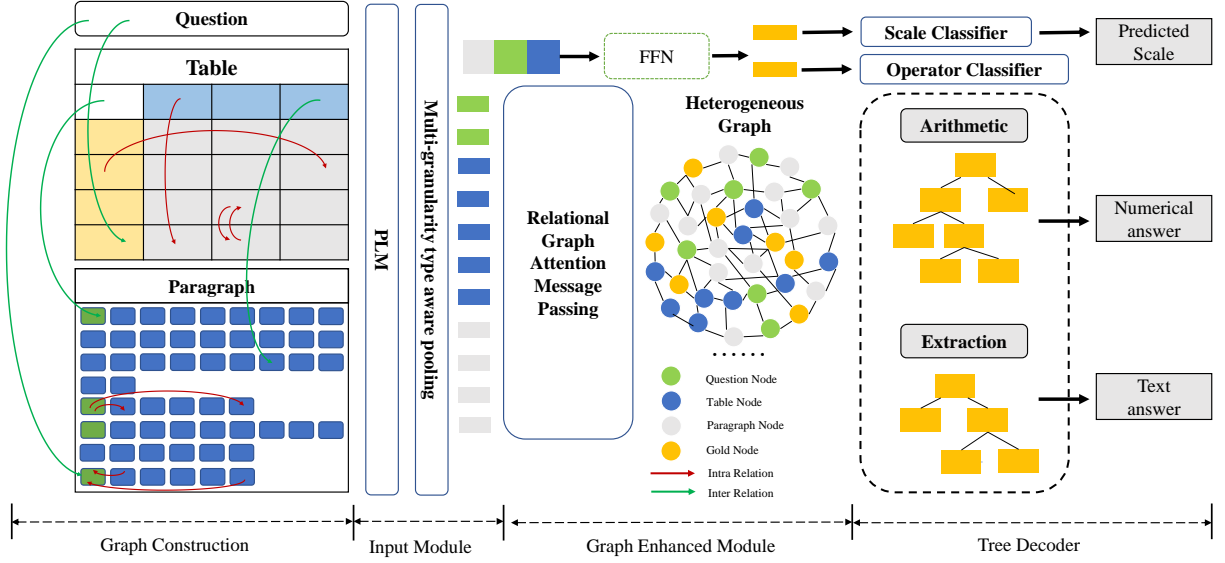 Question
Table
Paragraph
PLM
Multi-granularity type aware pooling
FFN
Relational
Graph
Attention
Message
Passing
Heterogeneous
Graph
......
Question Node
Table Node
Paragraph Node
Gold Node
Intra Relation
Inter Relation
Scale Classifier
Operator Classifier
Predicted
Scale
Arithmetic
Numerical
answer
Extraction
Text
answer
Graph Construction
Input Module
Graph Enhanced Module
Tree Decoder